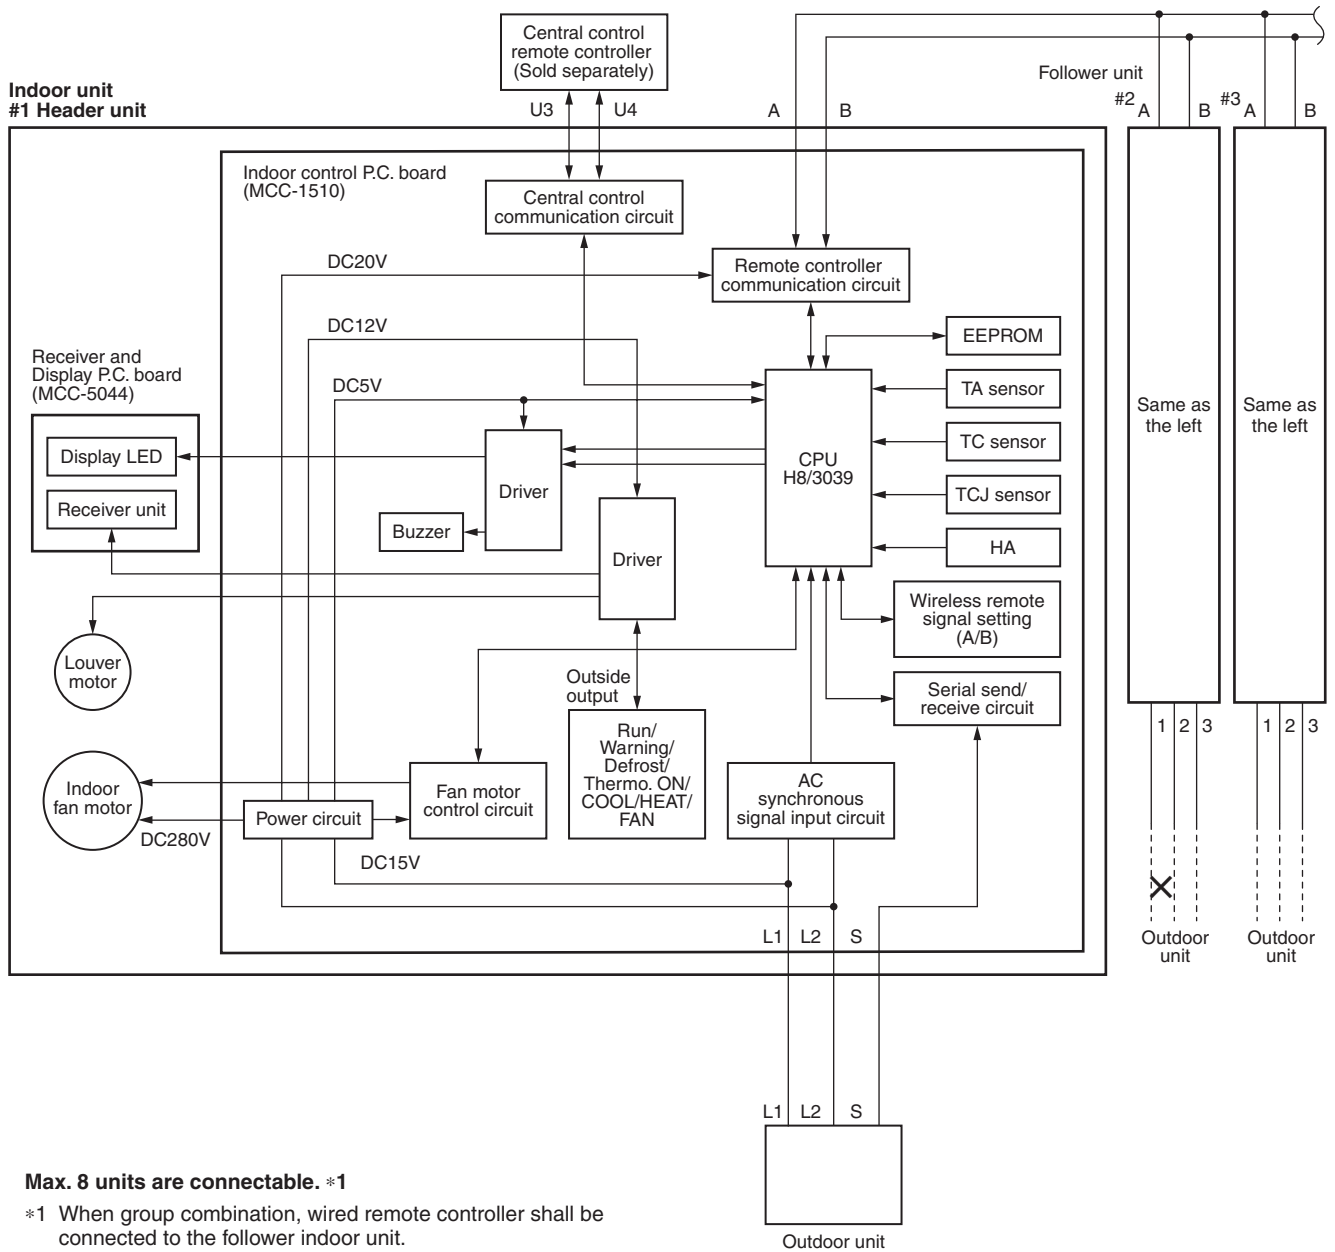 Central control
remote controller
(Sold separately)
Indoor unit
#1 Header unit
U3
U4
A
B
Follower unit
#2
A
B
#3
A
B
Indoor control P.C. board
(MCC-1510)
Central control
communication circuit
DC20V
Remote controller
communication circuit
DC12V
EEPROM
Receiver and
Display P.C. board
(MCC-5044)
DC5V
TA sensor
Same as
the left
Same as
the left
Display LED
TC sensor
CPU
H8/3039
Driver
TCJ sensor
Receiver unit
Buzzer
Driver
HA
Wireless remote
signal setting
(A/B)
Louver
motor
Outside
output
Serial send/
receive circuit
Run/
Warning/
Defrost/
Thermo. ON/
COOL/HEAT/
FAN
1
2
3
1
2
3
Indoor
fan motor
Fan motor
control circuit
AC
synchronous
signal input circuit
Power circuit
DC280V
DC15V
L1
L2
S
Outdoor
unit
Outdoor
unit
L1
L2
S
Outdoor unit
Max. 8 units are connectable. *1
*1 When group combination, wired remote controller shall be
connected to the follower indoor unit.